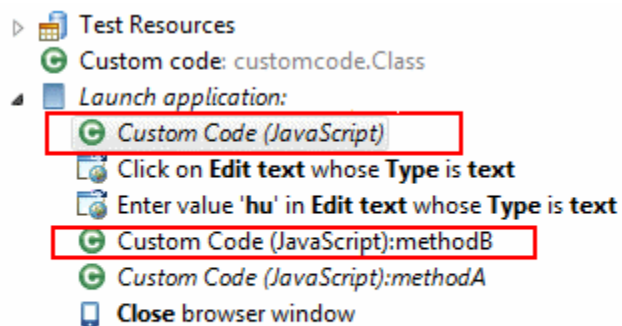 Test Resources
Custom code: customcode.Class
Launch application:
Custom Code (JavaScript)
Click on Edit text whose Type is text
Enter value 'hu' in Edit text whose Type is text
Custom Code (JavaScript):methodB
Custom Code (JavaScript):methodA
Close browser window